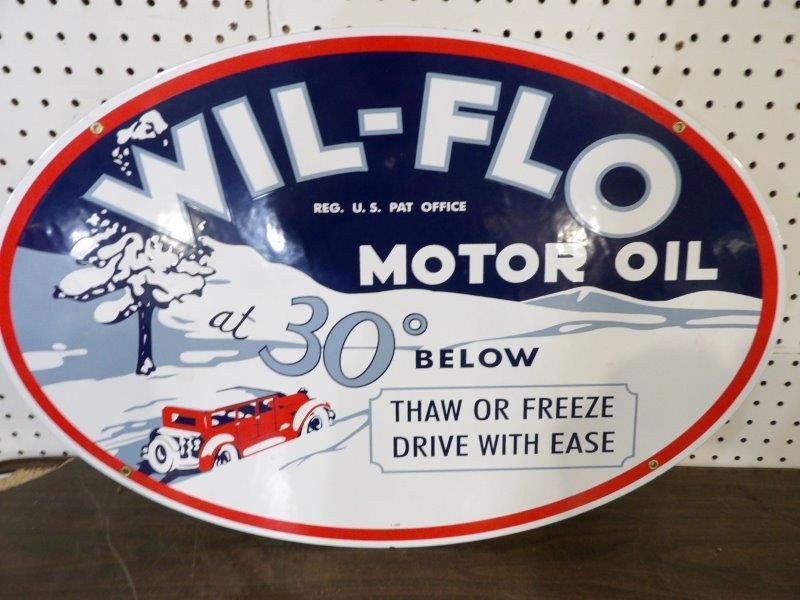 WIL-FLO
REG. U. S. PAT OFFICE
MOTOR OIL
at 30°
BELOW
THAW OR FREEZE
DRIVE WITH EASE